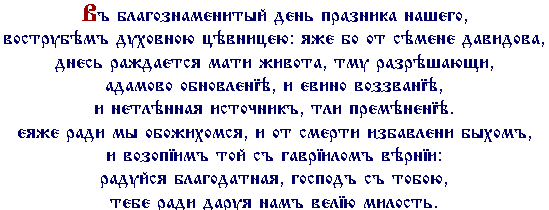 Въ благознаменитый день празника нашего,
вострубѣмъ духовною цѣвницею: яже бо от сѣмене давидова,
днесь раждается мати живота, тму разрѣшающи,
адамово обновленїе, и евино воззванїе,
и нетлѣнная источникъ, тли премѣненїе.
еяже ради мы обожихомся, и от смерти избавлени быхомъ,
и возопїимъ той съ гаврїиломъ вѣрнїи:
радуйся благодатная, господь съ тобою,
тебе ради даруя намъ велїю милость.